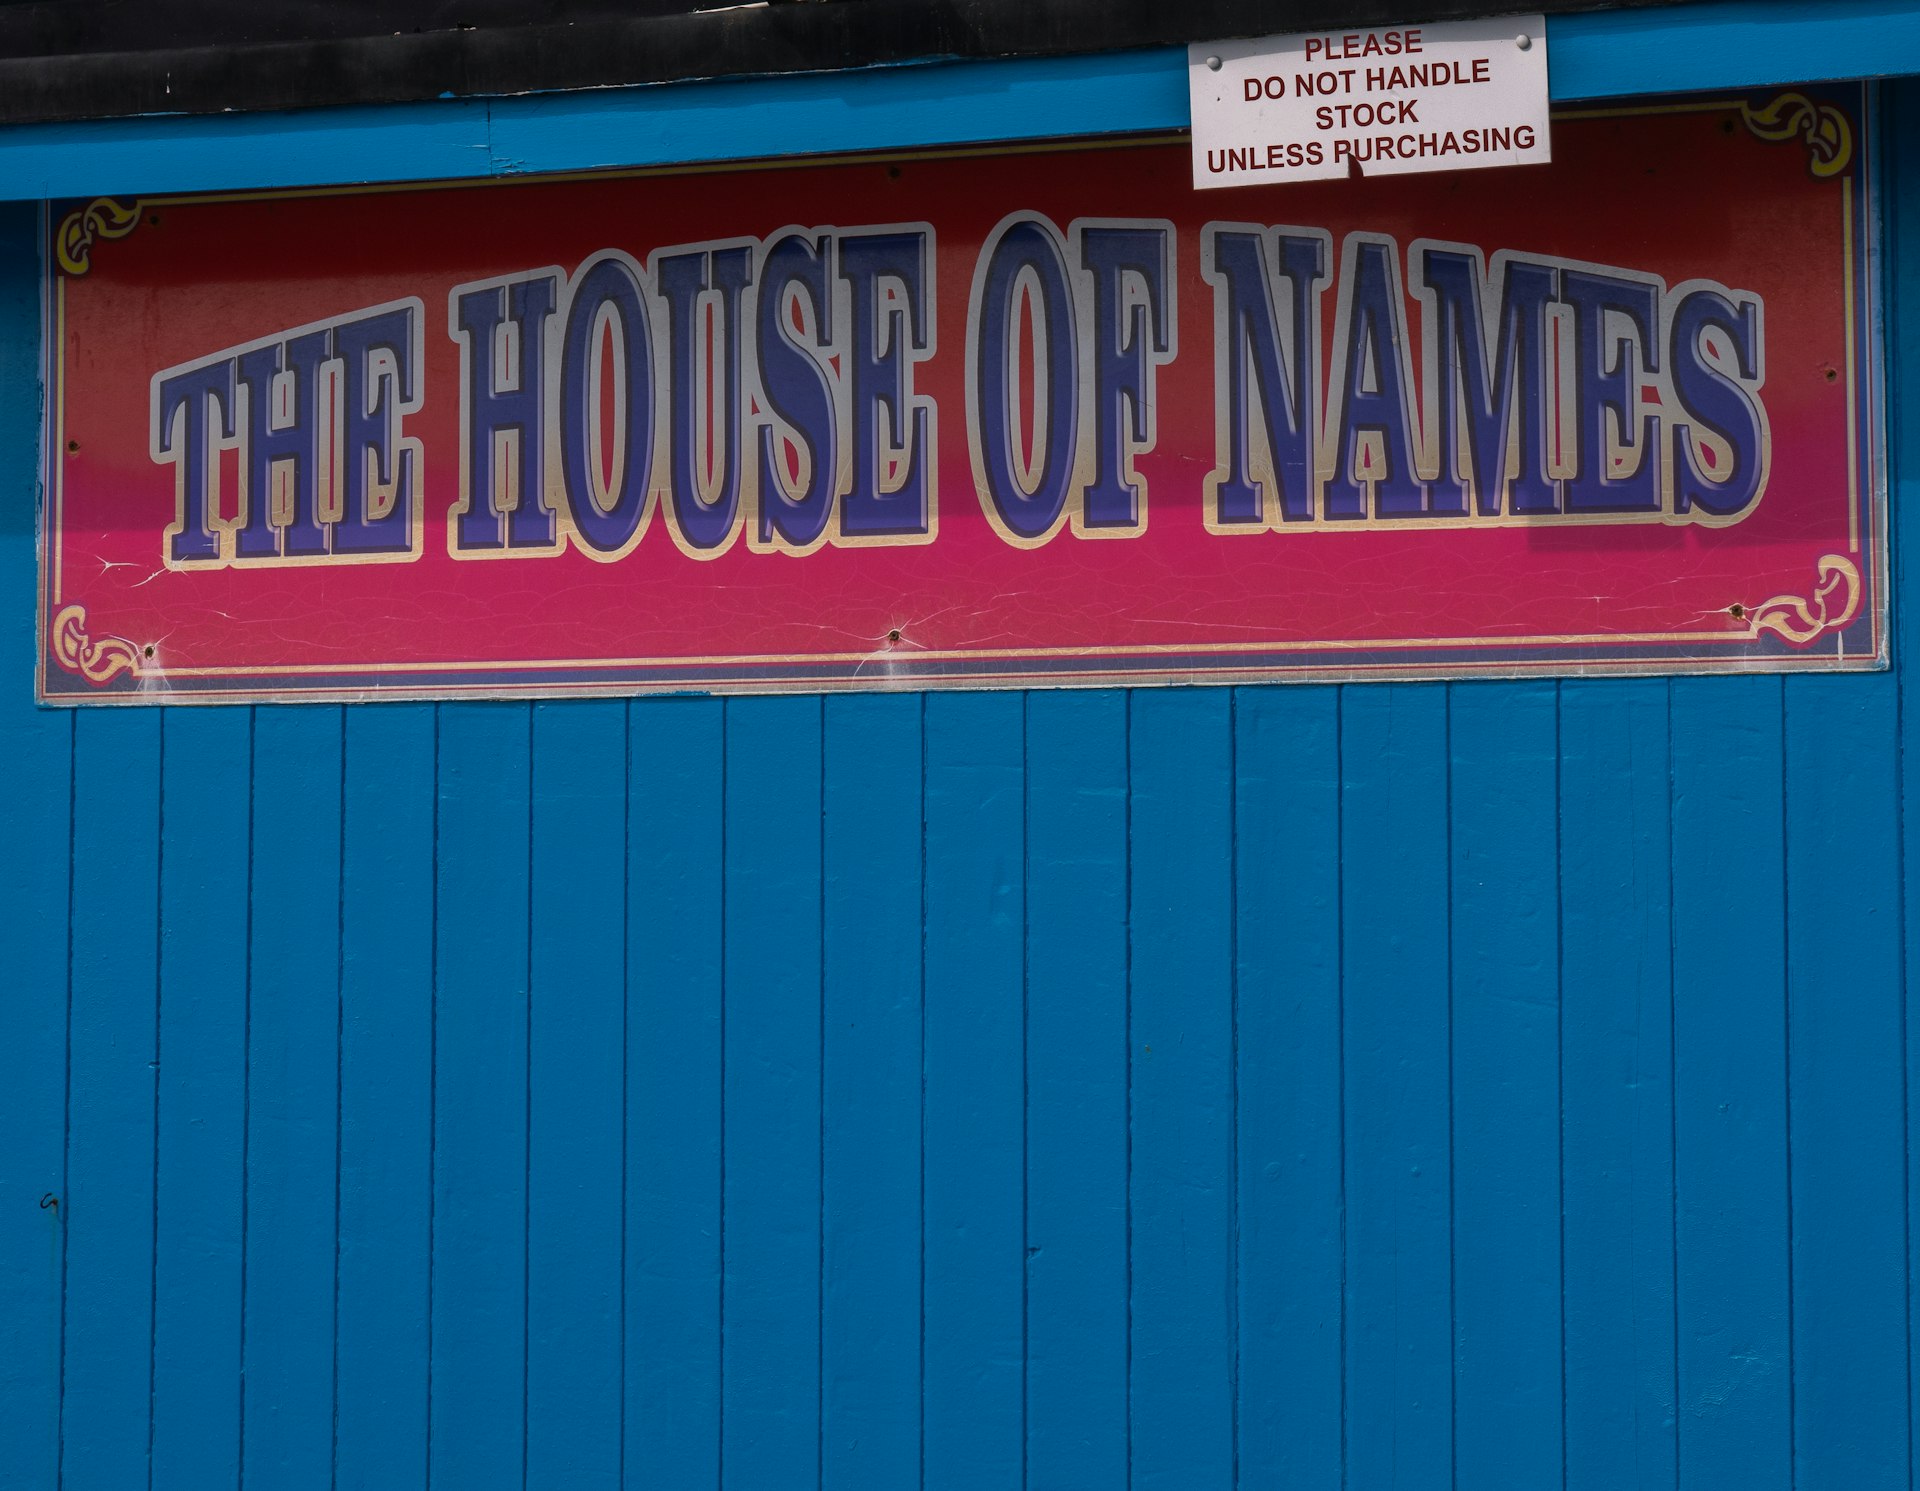 PLEASE
DO NOT HANDLE
STOCK
UNLESS PURCHASING
THE HOUSE OF NAMES